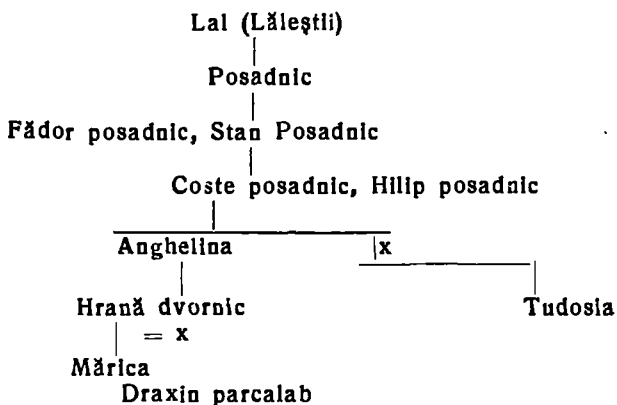 Lal (Lăleştii)
Posadnic
Fădor posadnic, Stan Posadnic
Coste posadnic, Hilip posadnic
Anghelina x
Hrană dvornic Tudosia
= x
Mărica
Draxin parcalab